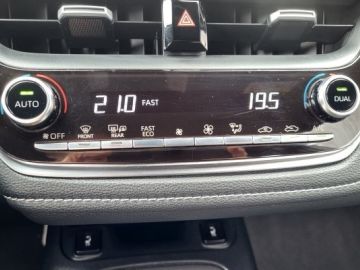 AUTO 21.0 FAST 19.5 DUAL
OFF FRONT REAR FAST ECO A/C